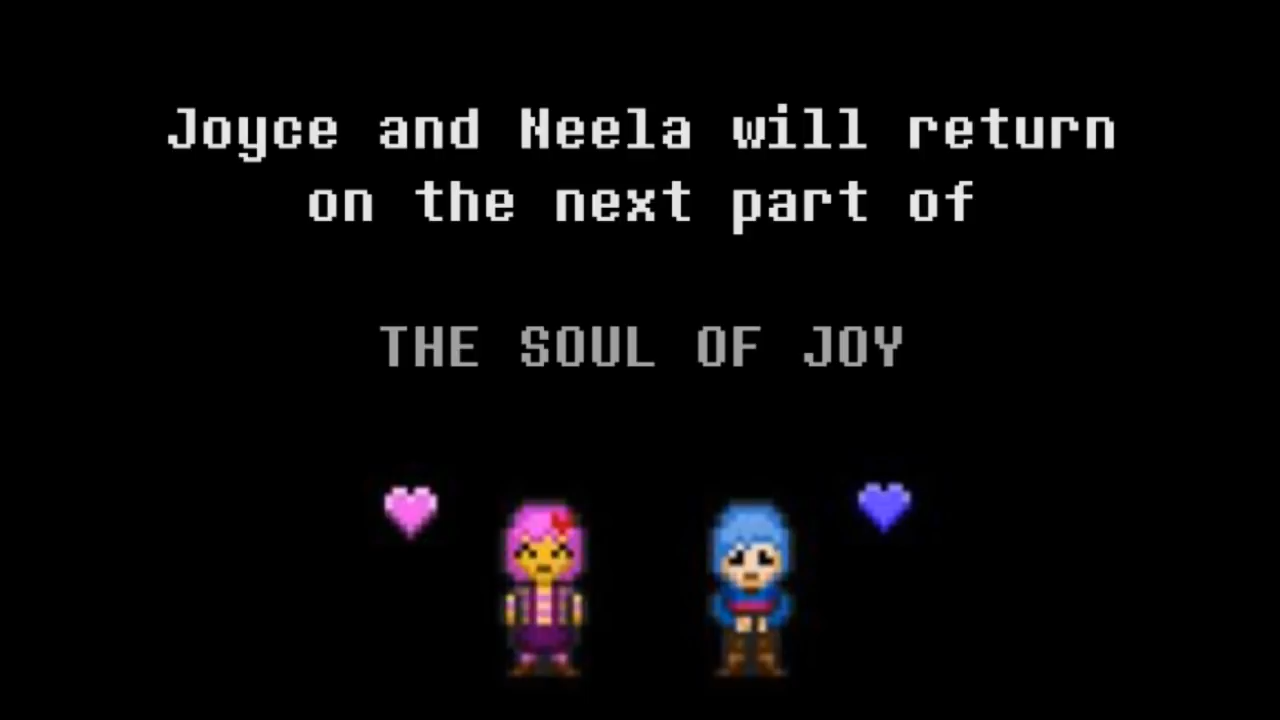 Joyce and Neela will return
on the next part of
THE SOUL OF JOY